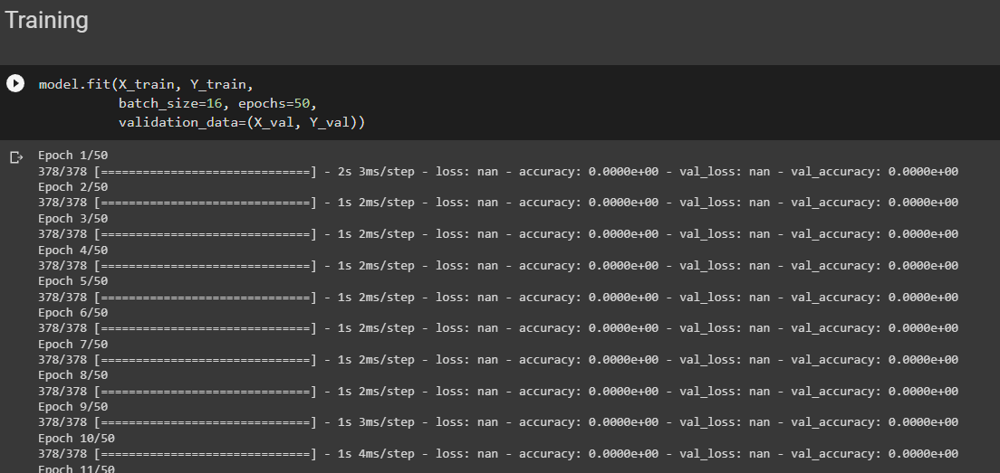 Training
model.fit(X_train, Y_train,
batch_size=16, epochs=50,
validation_data=(X_val, Y_val))
Epoch 1/50
378/378 [==============================] - 2s 3ms/step - loss: nan - accuracy: 0.0000e+00 - val_loss: nan - val_accuracy: 0.0000e+00
Epoch 2/50
378/378 [==============================] - 1s 2ms/step - loss: nan - accuracy: 0.0000e+00 - val_loss: nan - val_accuracy: 0.0000e+00
Epoch 3/50
378/378 [==============================] - 1s 2ms/step - loss: nan - accuracy: 0.0000e+00 - val_loss: nan - val_accuracy: 0.0000e+00
Epoch 4/50
378/378 [==============================] - 1s 2ms/step - loss: nan - accuracy: 0.0000e+00 - val_loss: nan - val_accuracy: 0.0000e+00
Epoch 5/50
378/378 [==============================] - 1s 2ms/step - loss: nan - accuracy: 0.0000e+00 - val_loss: nan - val_accuracy: 0.0000e+00
Epoch 6/50
378/378 [==============================] - 1s 2ms/step - loss: nan - accuracy: 0.0000e+00 - val_loss: nan - val_accuracy: 0.0000e+00
Epoch 7/50
378/378 [==============================] - 1s 2ms/step - loss: nan - accuracy: 0.0000e+00 - val_loss: nan - val_accuracy: 0.0000e+00
Epoch 8/50
378/378 [==============================] - 1s 2ms/step - loss: nan - accuracy: 0.0000e+00 - val_loss: nan - val_accuracy: 0.0000e+00
Epoch 9/50
378/378 [==============================] - 1s 3ms/step - loss: nan - accuracy: 0.0000e+00 - val_loss: nan - val_accuracy: 0.0000e+00
Epoch 10/50
378/378 [==============================] - 1s 4ms/step - loss: nan - accuracy: 0.0000e+00 - val_loss: nan - val_accuracy: 0.0000e+00
Epoch 11/50